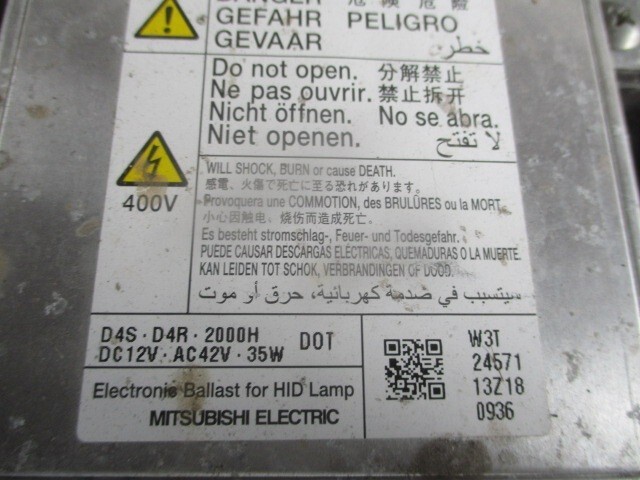 DANGER 危険 危險
GEFAHR PELIGRO
GEVAAR خطر
Do not open. 分解禁止
Ne pas ouvrir. 禁止拆开
Nicht öffnen. No se abra.
Niet openen. لا تفتح
400V
WILL SHOCK, BURN or cause DEATH.
感電、火傷で死亡に至る恐れがあります。
Provoquera une COMMOTION, des BRULÛRES ou la MORT.
小心因触电、烧伤而造成死亡。
Es besteht stromschlag-, Feuer- und Todesgefahr.
PUEDE CAUSAR DESCARGAS ELÉCTRICAS, QUEMADURAS O LA MUERTE.
KAN LEIDEN TOT SCHOK, VERBRANDINGEN OF DOOD.
سيتسبب في صدمة كهربائية، حرق أو موت
D4S・D4R・2000H DOT
DC12V・AC42V・35W
Electronic Ballast for HID Lamp
MITSUBISHI ELECTRIC
W3T
24571
13Z18
0936